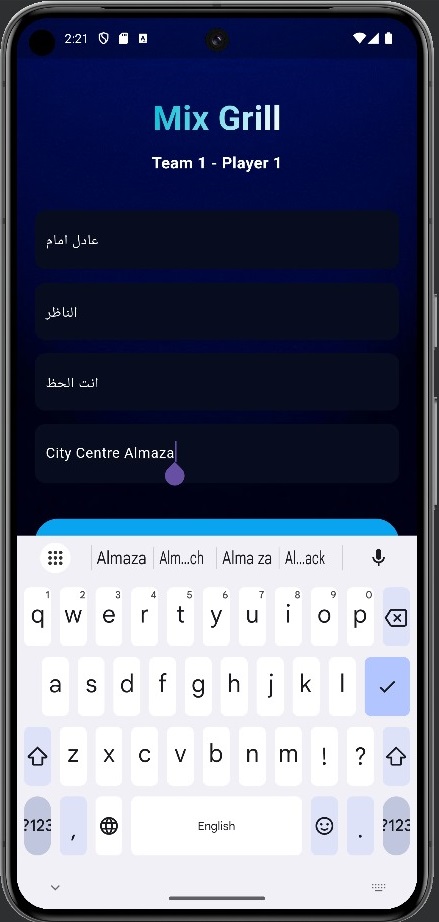 2:21
Mix Grill
Team 1 - Player 1
عادل امام
الناظر
انت الحظ
City Centre Almaza
Almaza Alm...ch Alma za Al...ack
1 2 3 4 5 6 7 8 9 0
q w e r t y u i o p
a s d f g h j k l
z x c v b n m ! ?
?123 , English . ?123